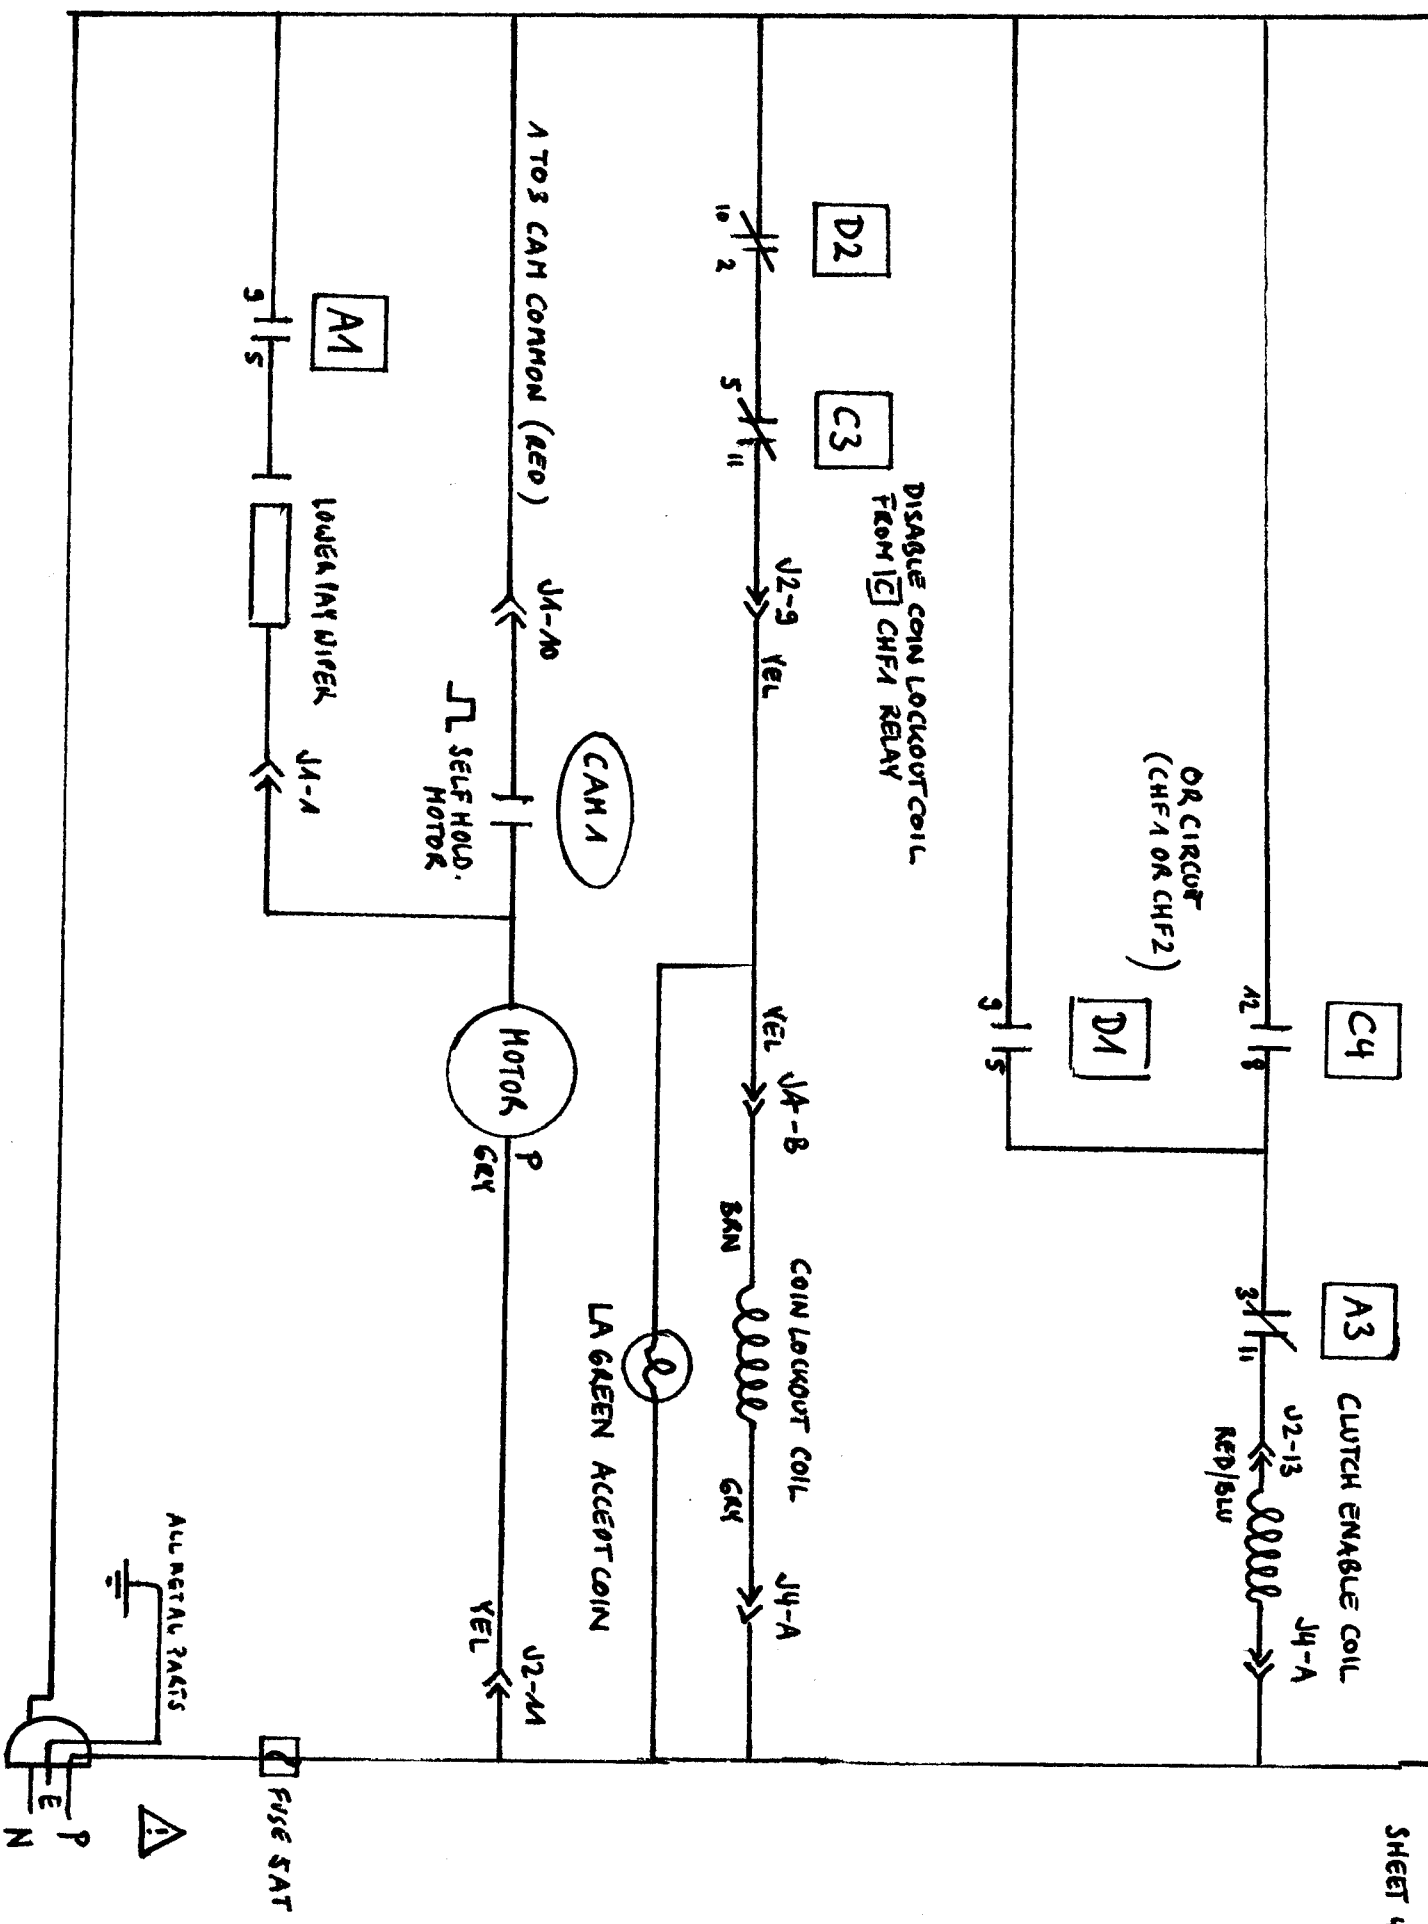 SHEET
C4
12
8
A3
3
11
CLUTCH ENABLE COIL
J2-13
RED/BLU
J4-A
OR CIRCUIT
(CHF1 OR CHF2)
D1
9
5
DISABLE COIN LOCKOUT COIL
FROM C CHF1 RELAY
D2
10
2
C3
5
11
J2-9
YEL
YEL
J4-B
BRN
COIN LOCKOUT COIL
GRY
J4-A
LA GREEN ACCEPT COIN
1 TO 3 CAM COMMON (RED)
J1-10
CAM 1
SELF HOLD.
MOTOR
MOTOR
P
GRY
YEL
J2-11
A1
9
5
LOWER PAY WIPER
J1-1
ALL METAL PARTS
FUSE 5AT
P
E
N